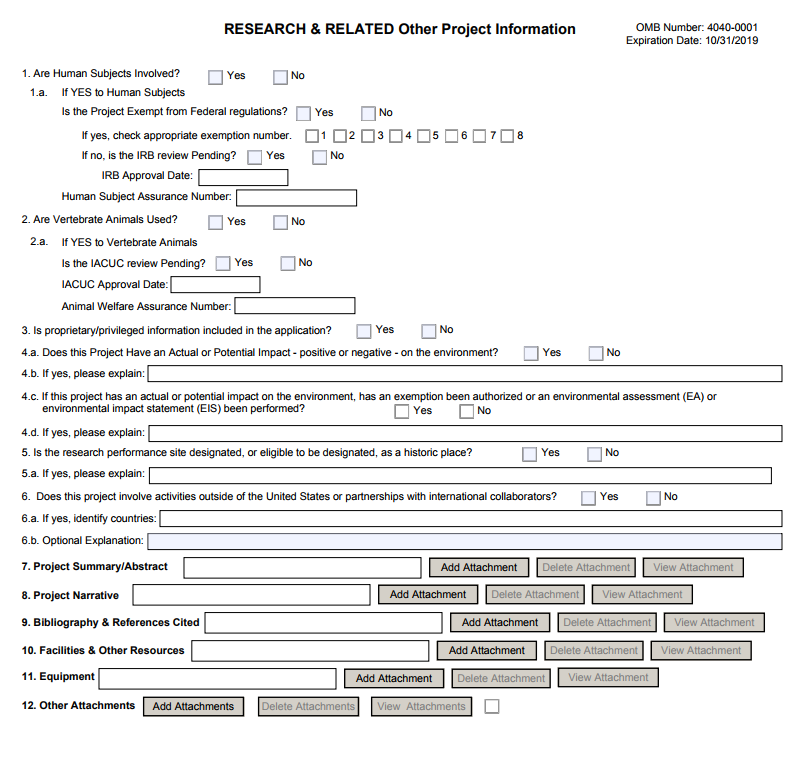 RESEARCH & RELATED Other Project Information
OMB Number: 4040-0001
Expiration Date: 10/31/2019
1. Are Human Subjects Involved? Yes No
1.a. If YES to Human Subjects
Is the Project Exempt from Federal regulations? Yes No
If yes, check appropriate exemption number. 1 2 3 4 5 6 7 8
If no, is the IRB review Pending? Yes No
IRB Approval Date:
Human Subject Assurance Number:
2. Are Vertebrate Animals Used? Yes No
2.a. If YES to Vertebrate Animals
Is the IACUC review Pending? Yes No
IACUC Approval Date:
Animal Welfare Assurance Number:
3. Is proprietary/privileged information included in the application? Yes No
4.a. Does this Project Have an Actual or Potential Impact - positive or negative - on the environment? Yes No
4.b. If yes, please explain:
4.c. If this project has an actual or potential impact on the environment, has an exemption been authorized or an environmental assessment (EA) or
environmental impact statement (EIS) been performed? Yes No
4.d. If yes, please explain:
5. Is the research performance site designated, or eligible to be designated, as a historic place? Yes No
5.a. If yes, please explain:
6. Does this project involve activities outside of the United States or partnerships with international collaborators? Yes No
6.a. If yes, identify countries:
6.b. Optional Explanation:
7. Project Summary/Abstract Add Attachment Delete Attachment View Attachment
8. Project Narrative Add Attachment Delete Attachment View Attachment
9. Bibliography & References Cited Add Attachment Delete Attachment View Attachment
10. Facilities & Other Resources Add Attachment Delete Attachment View Attachment
11. Equipment Add Attachment Delete Attachment View Attachment
12. Other Attachments Add Attachments Delete Attachments View Attachments